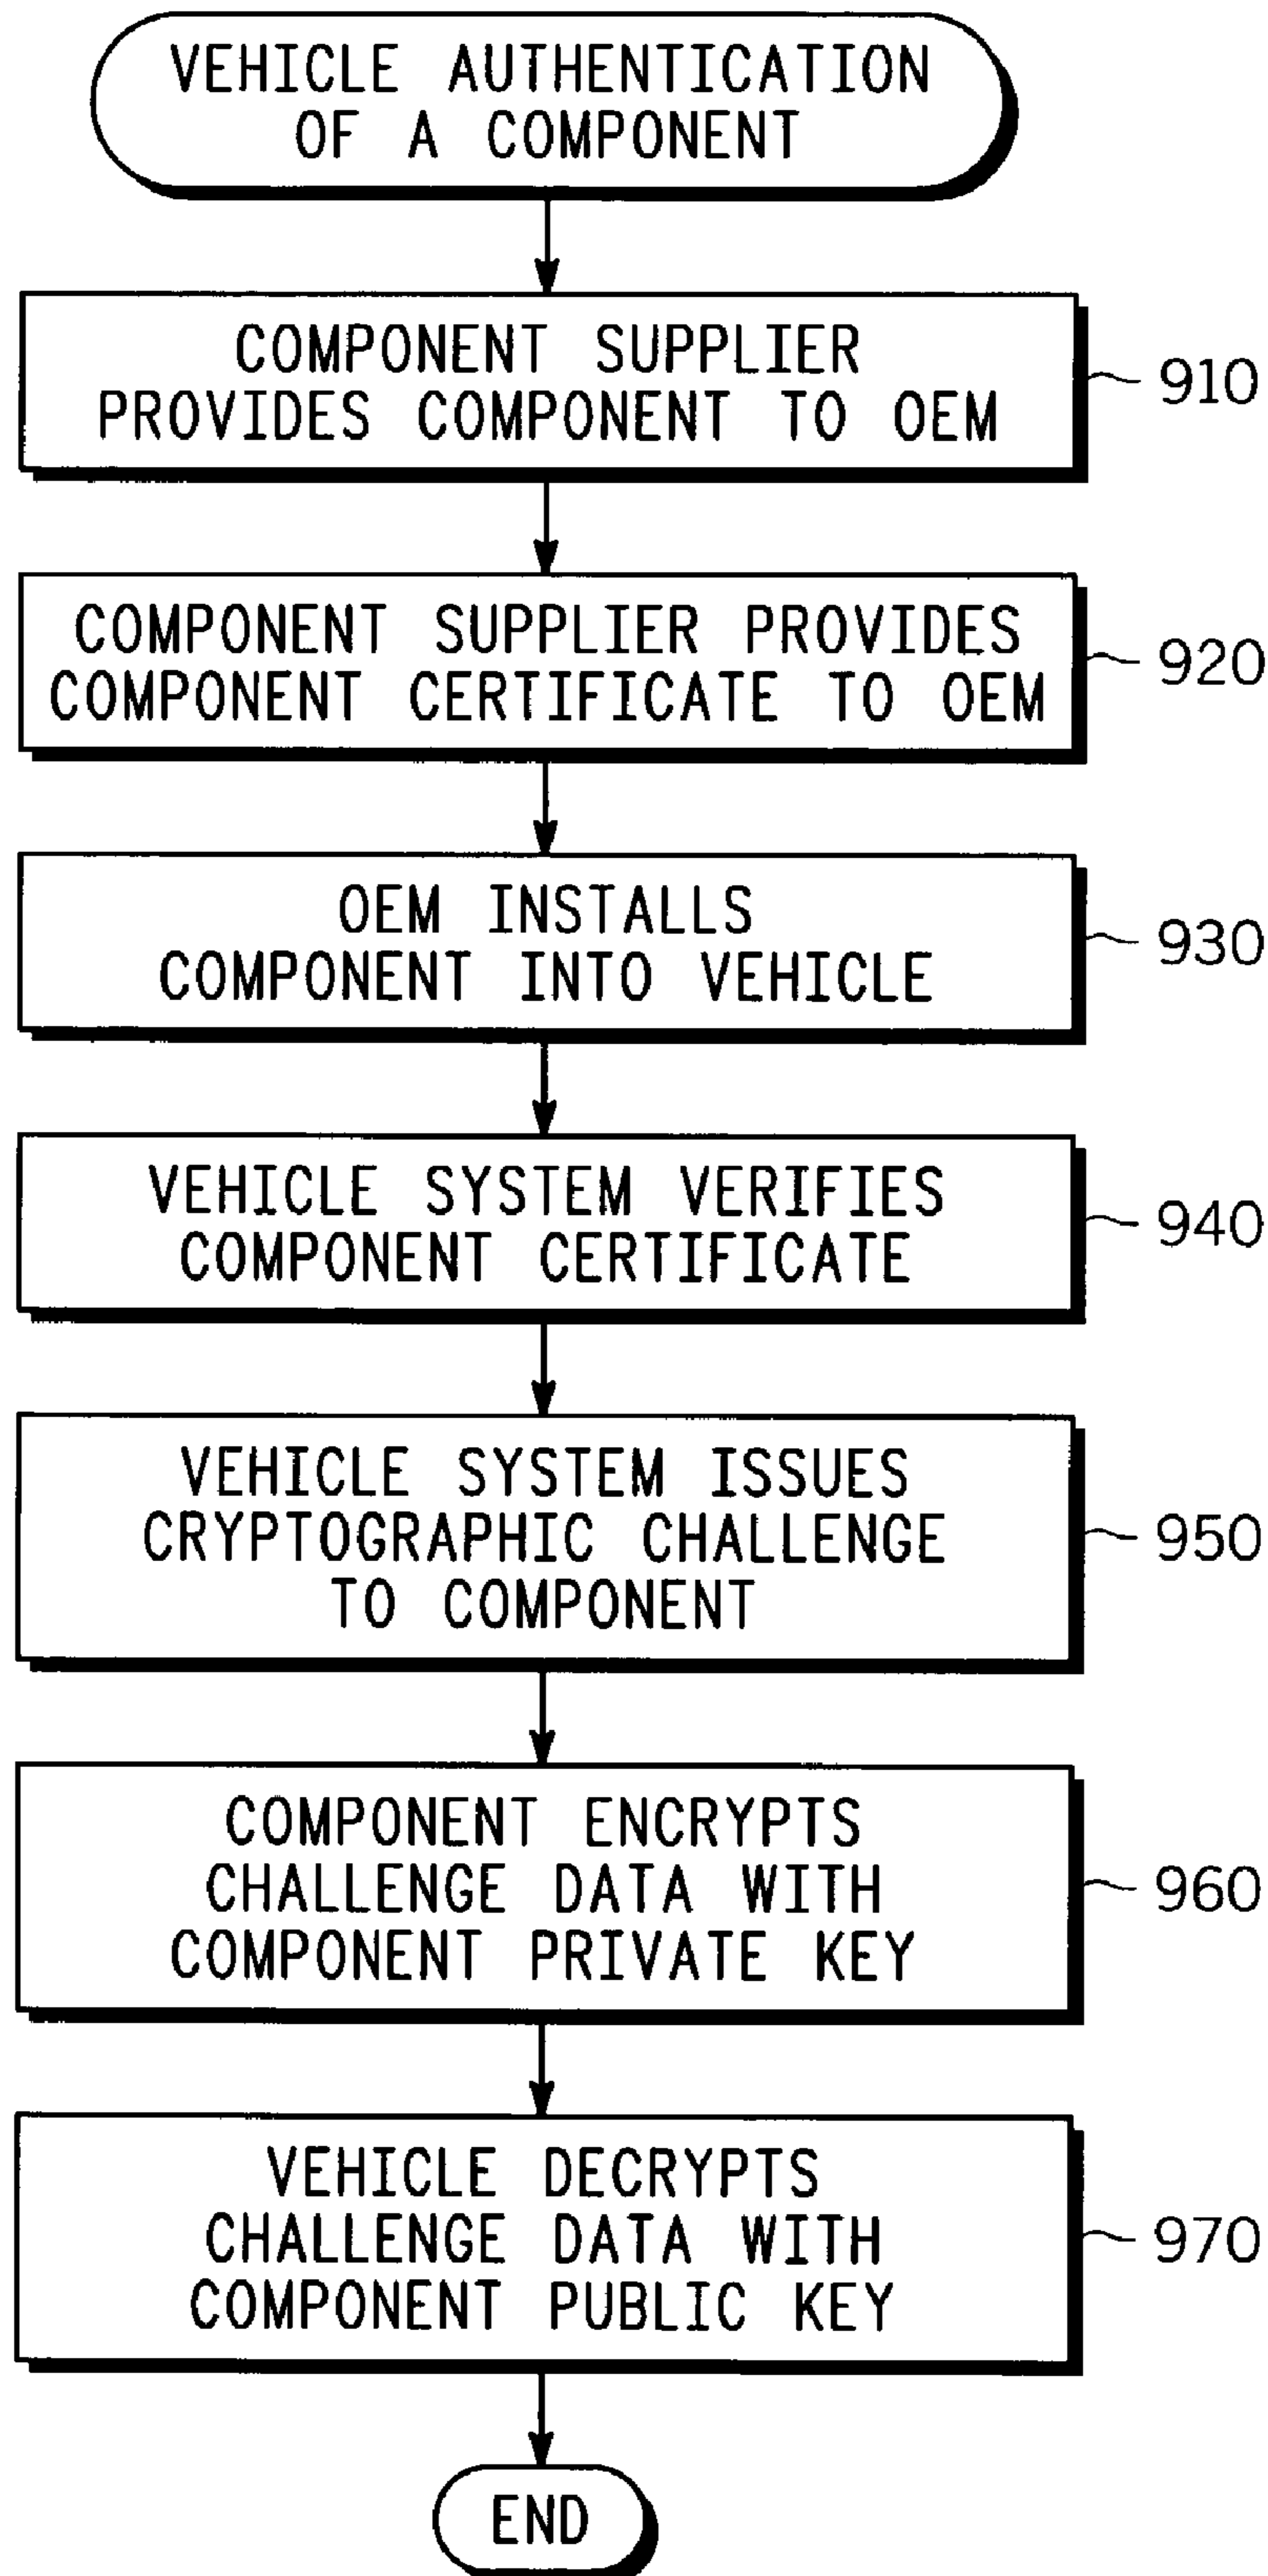 VEHICLE AUTHENTICATION
OF A COMPONENT
COMPONENT SUPPLIER
PROVIDES COMPONENT TO OEM
910
COMPONENT SUPPLIER PROVIDES
COMPONENT CERTIFICATE TO OEM
920
OEM INSTALLS
COMPONENT INTO VEHICLE
930
VEHICLE SYSTEM VERIFIES
COMPONENT CERTIFICATE
940
VEHICLE SYSTEM ISSUES
CRYPTOGRAPHIC CHALLENGE
TO COMPONENT
950
COMPONENT ENCRYPTS
CHALLENGE DATA WITH
COMPONENT PRIVATE KEY
960
VEHICLE DECRYPTS
CHALLENGE DATA WITH
COMPONENT PUBLIC KEY
970
END